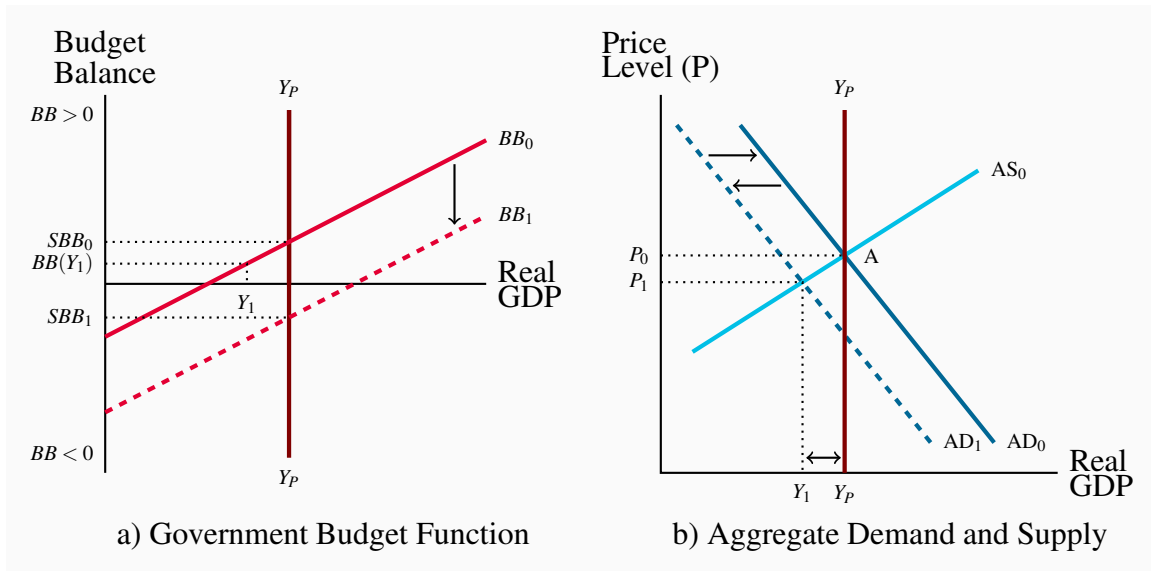 Budget
Balance
Y_P
BB > 0
BB_0
BB_1
SBB_0
BB(Y_1)
Real
GDP
Y_1
SBB_1
BB < 0
Y_P
a) Government Budget Function
Price
Level (P)
Y_P
AS_0
P_0
A
P_1
AD_1
AD_0
Real
GDP
Y_1
Y_P
b) Aggregate Demand and Supply